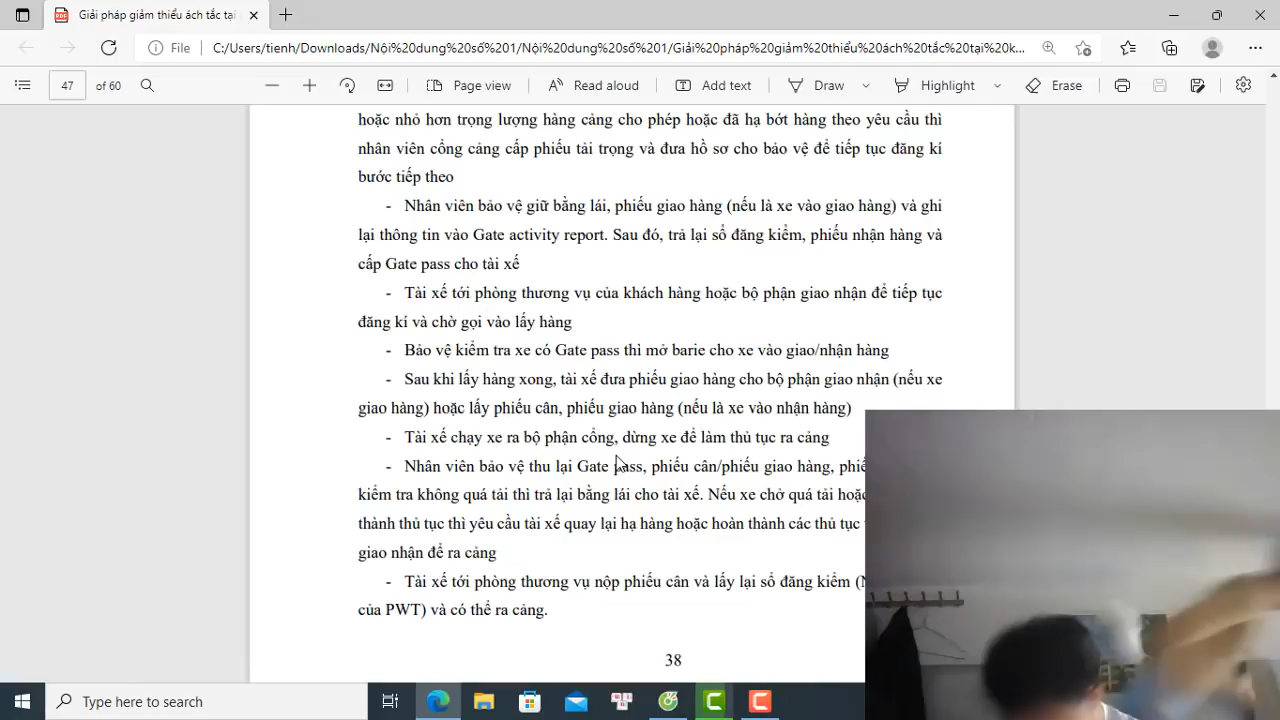 Giải pháp giảm thiểu ách tắc tại
File
C:/Users/tienh/Downloads/Nội%20dung%20số%201/Nội%20dung%20số%201/Giải%20pháp%20giảm%20thiểu%20ách%20tắc%20tại%20k...
47 of 60
Page view
Read aloud
Add text
Draw
Highlight
Erase
hoặc nhỏ hơn trọng lượng hàng cảng cho phép hoặc đã hạ bớt hàng theo yêu cầu thì
nhân viên cổng cảng cấp phiếu tải trọng và đưa hồ sơ cho bảo vệ để tiếp tục đăng kí
bước tiếp theo
- Nhân viên bảo vệ giữ bằng lái, phiếu giao hàng (nếu là xe vào giao hàng) và ghi
lại thông tin vào Gate activity report. Sau đó, trả lại sổ đăng kiểm, phiếu nhận hàng và
cấp Gate pass cho tài xế
- Tài xế tới phòng thương vụ của khách hàng hoặc bộ phận giao nhận để tiếp tục
đăng kí và chờ gọi vào lấy hàng
- Bảo vệ kiểm tra xe có Gate pass thì mở barie cho xe vào giao/nhận hàng
- Sau khi lấy hàng xong, tài xế đưa phiếu giao hàng cho bộ phận giao nhận (nếu xe
giao hàng) hoặc lấy phiếu cân, phiếu giao hàng (nếu là xe vào nhận hàng)
- Tài xế chạy xe ra bộ phận cổng, dừng xe để làm thủ tục ra cảng
- Nhân viên bảo vệ thu lại Gate pass, phiếu cân/phiếu giao hàng,
kiểm tra không quá tải thì trả lại bằng lái cho tài xế. Nếu xe chở quá tải hoặc
thành thủ tục thì yêu cầu tài xế quay lại hạ hàng hoặc hoàn thành các thủ tục
giao nhận để ra cảng
- Tài xế tới phòng thương vụ nộp phiếu cân và lấy lại sổ đăng kiểm
của PWT) và có thể ra cảng.
38
Type here to search